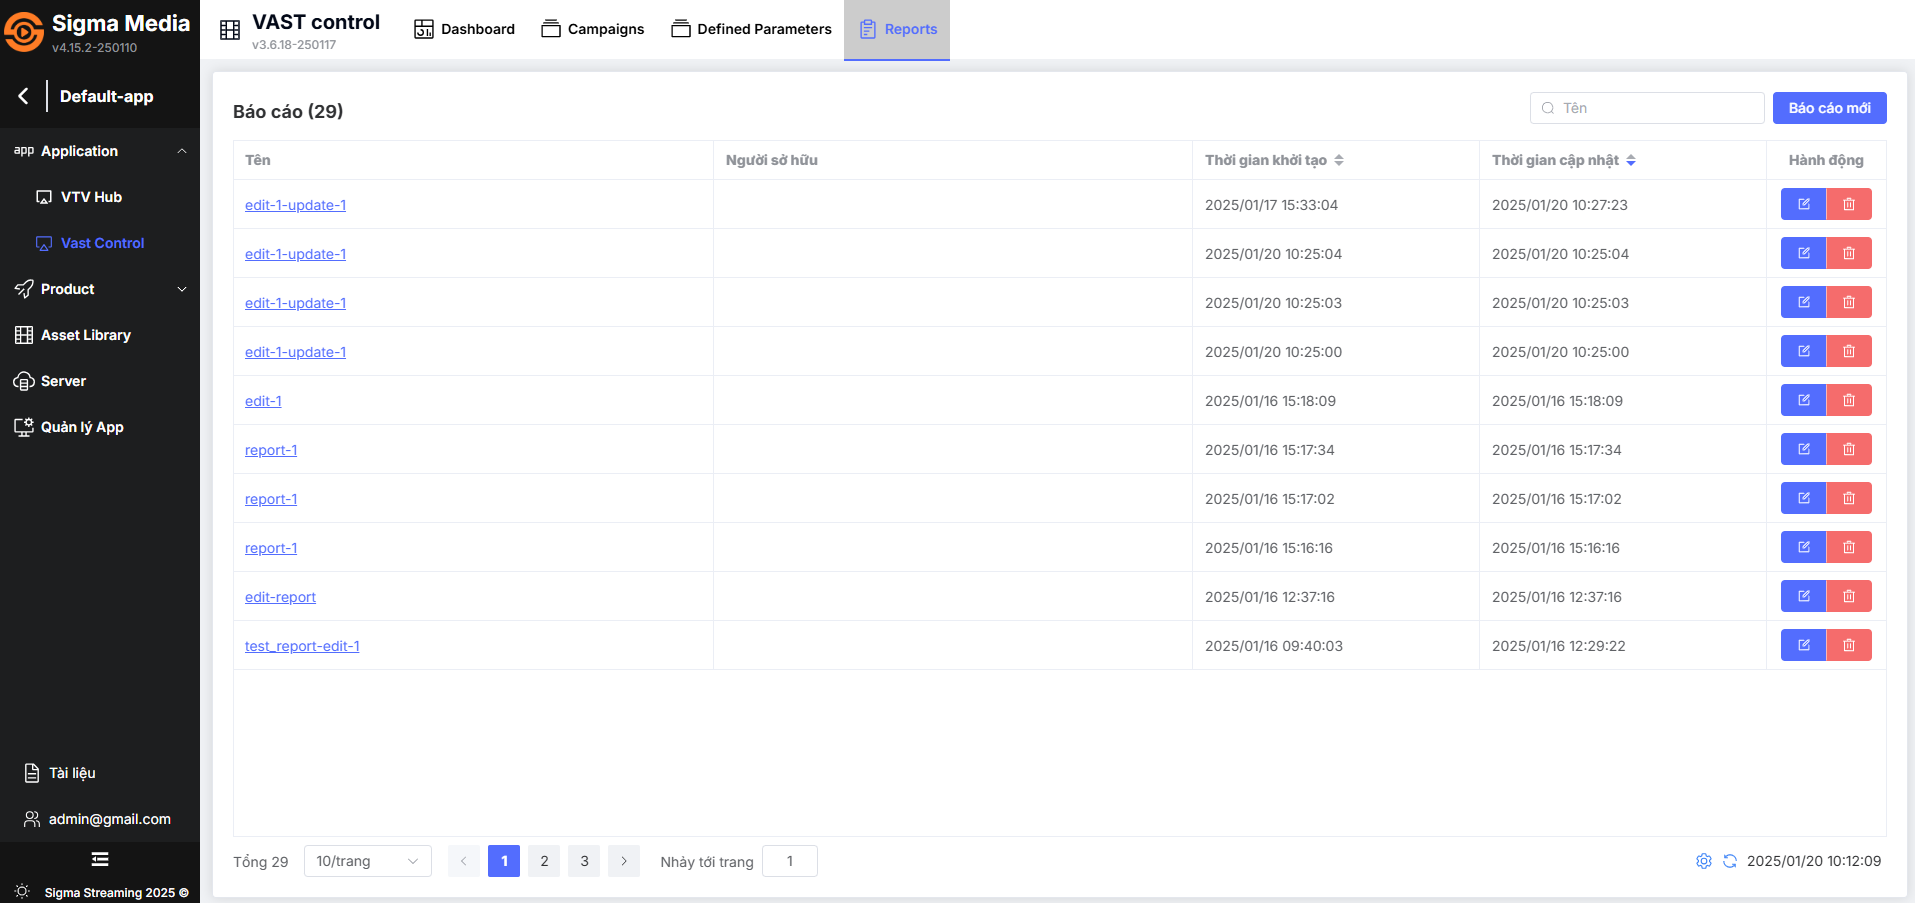 Sigma Media
v4.15.2-250110
Default-app
app Application
VTV Hub
Vast Control
Product
Asset Library
Server
Quản lý App
Tài liệu
admin@gmail.com
Sigma Streaming 2025 ©
VAST control
v3.6.18-250117
Dashboard
Campaigns
Defined Parameters
Reports
Báo cáo (29)
Tên
Báo cáo mới
Tên Người sở hữu Thời gian khởi tạo Thời gian cập nhật Hành động
edit-1-update-1 2025/01/17 15:33:04 2025/01/20 10:27:23
edit-1-update-1 2025/01/20 10:25:04 2025/01/20 10:25:04
edit-1-update-1 2025/01/20 10:25:03 2025/01/20 10:25:03
edit-1-update-1 2025/01/20 10:25:00 2025/01/20 10:25:00
edit-1 2025/01/16 15:18:09 2025/01/16 15:18:09
report-1 2025/01/16 15:17:34 2025/01/16 15:17:34
report-1 2025/01/16 15:17:02 2025/01/16 15:17:02
report-1 2025/01/16 15:16:16 2025/01/16 15:16:16
edit-report 2025/01/16 12:37:16 2025/01/16 12:37:16
test_report-edit-1 2025/01/16 09:40:03 2025/01/16 12:29:22
Tổng 29 10/trang 1 2 3 Nhảy tới trang 1 2025/01/20 10:12:09